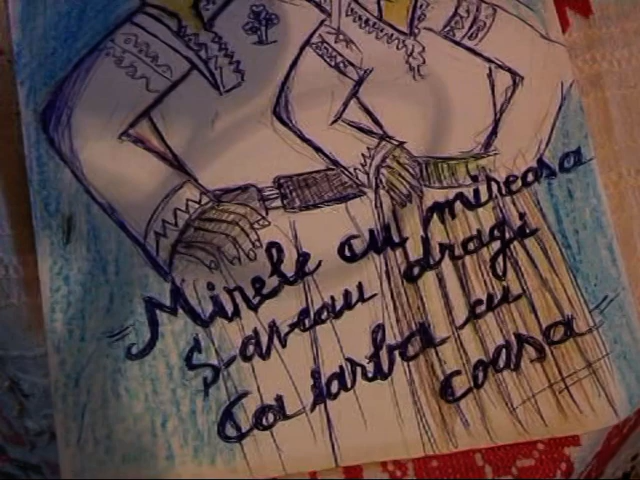 Mirele cu mireasa
S-aveau dragi
Ca iarba cu
coasa